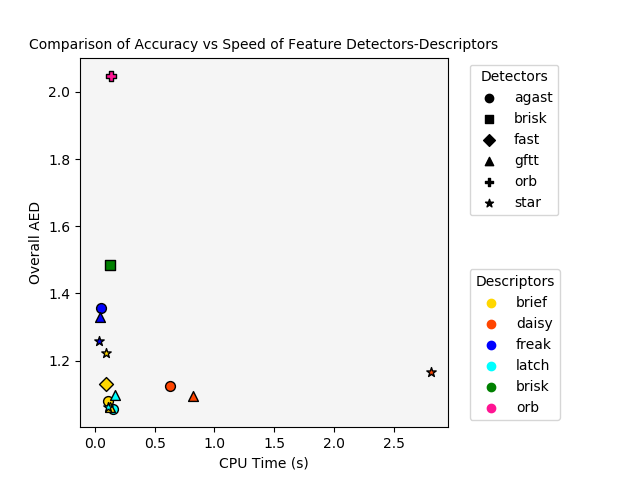 Comparison of Accuracy vs Speed of Feature Detectors-Descriptors
Overall AED
2.0
1.8
1.6
1.4
1.2
0.0 0.5 1.0 1.5 2.0 2.5
CPU Time (s)
Detectors
agast
brisk
fast
gftt
orb
star
Descriptors
brief
daisy
freak
latch
brisk
orb